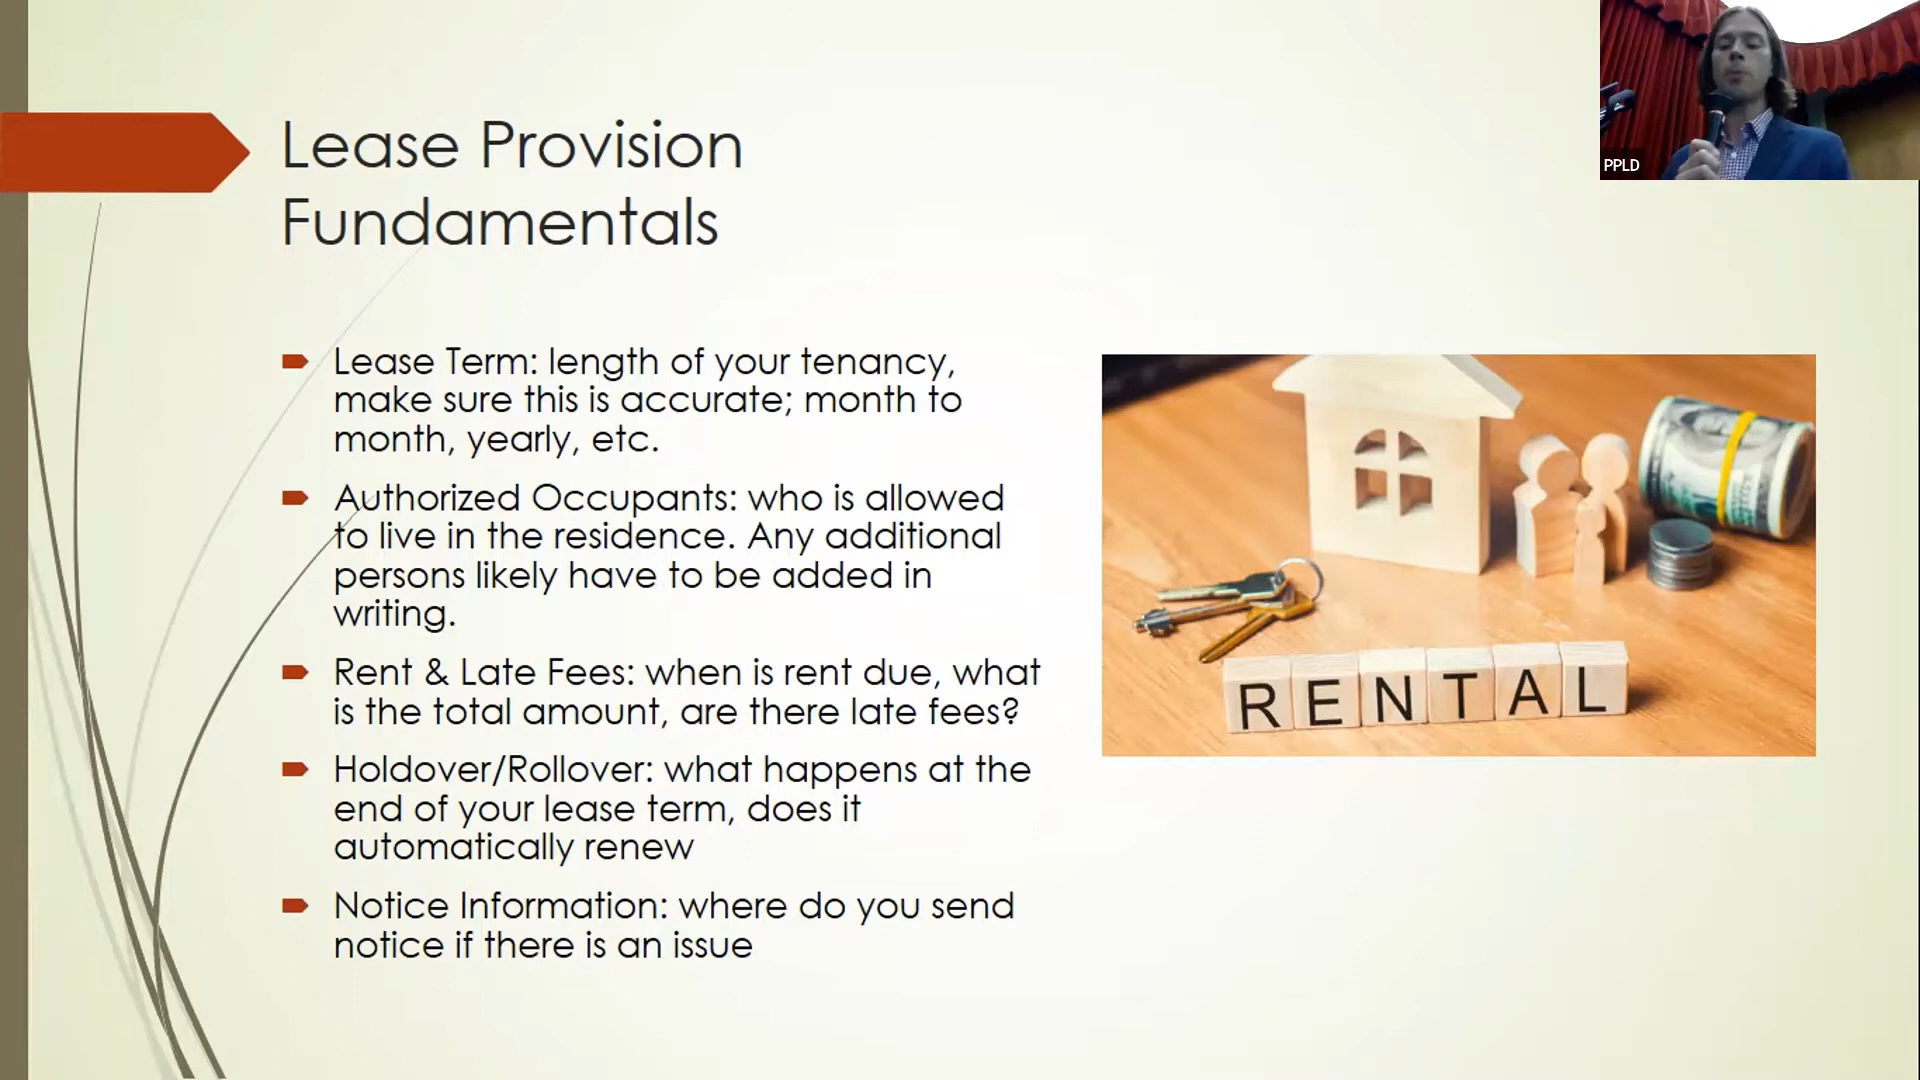 Lease Provision
Fundamentals
Lease Term: length of your tenancy,
make sure this is accurate; month to
month, yearly, etc.
Authorized Occupants: who is allowed
to live in the residence. Any additional
persons likely have to be added in
writing.
Rent & Late Fees: when is rent due, what
is the total amount, are there late fees?
Holdover/Rollover: what happens at the
end of your lease term, does it
automatically renew
Notice Information: where do you send
notice if there is an issue
RENTAL
PPLD